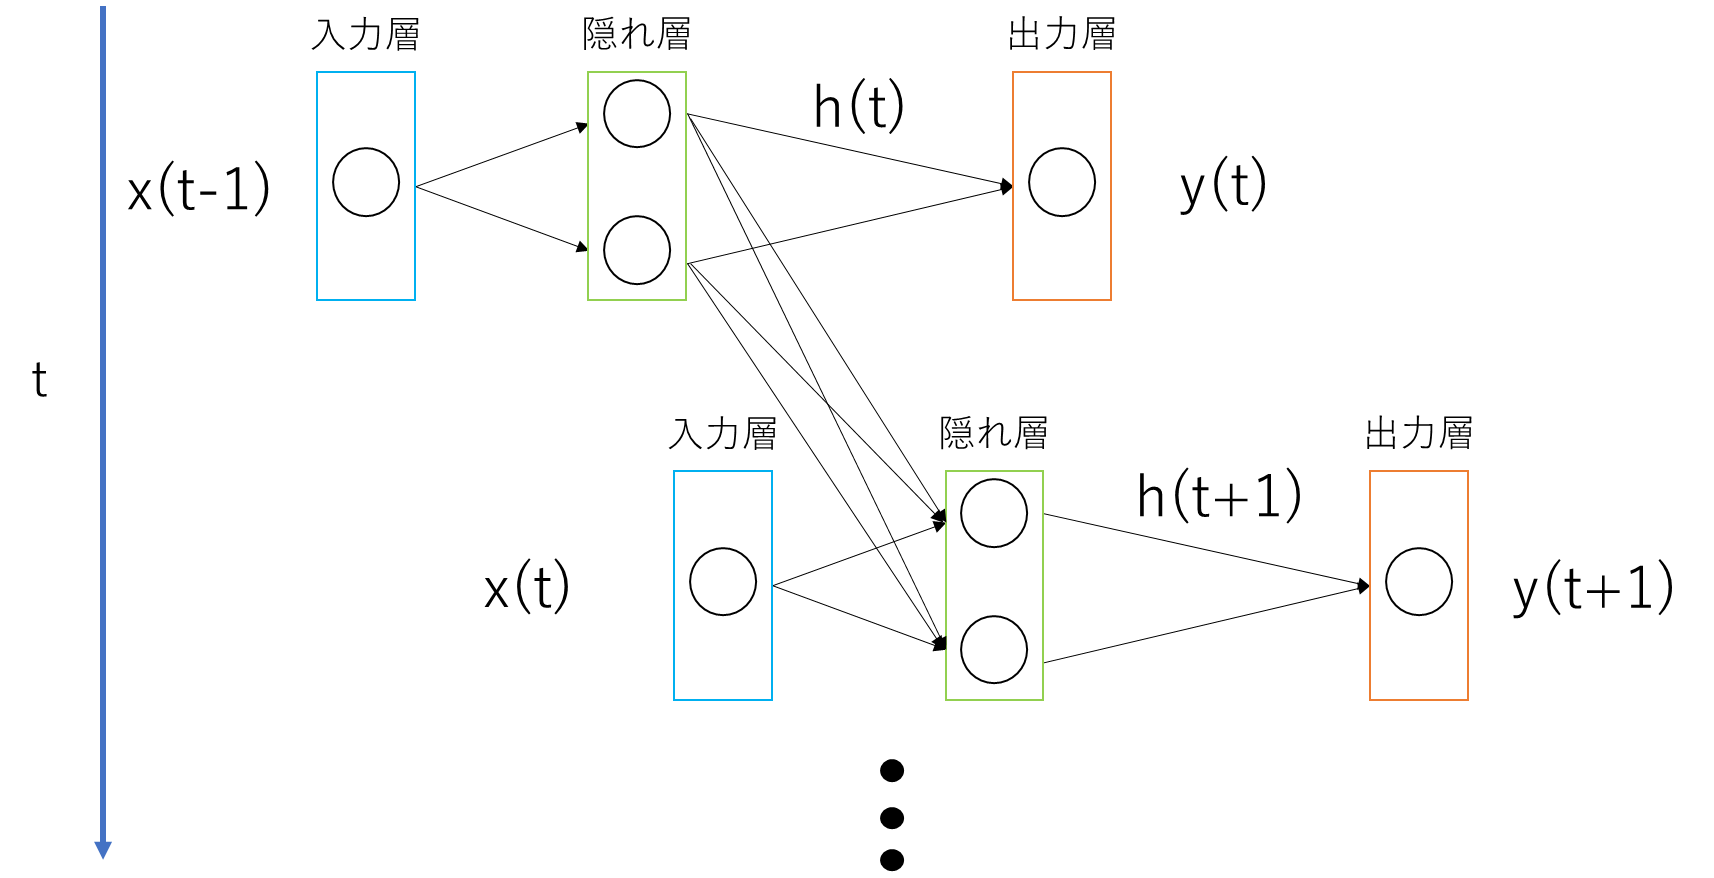 入力層
隠れ層
出力層
h(t)
x(t-1)
y(t)
t
入力層
隠れ層
出力層
h(t+1)
x(t)
y(t+1)